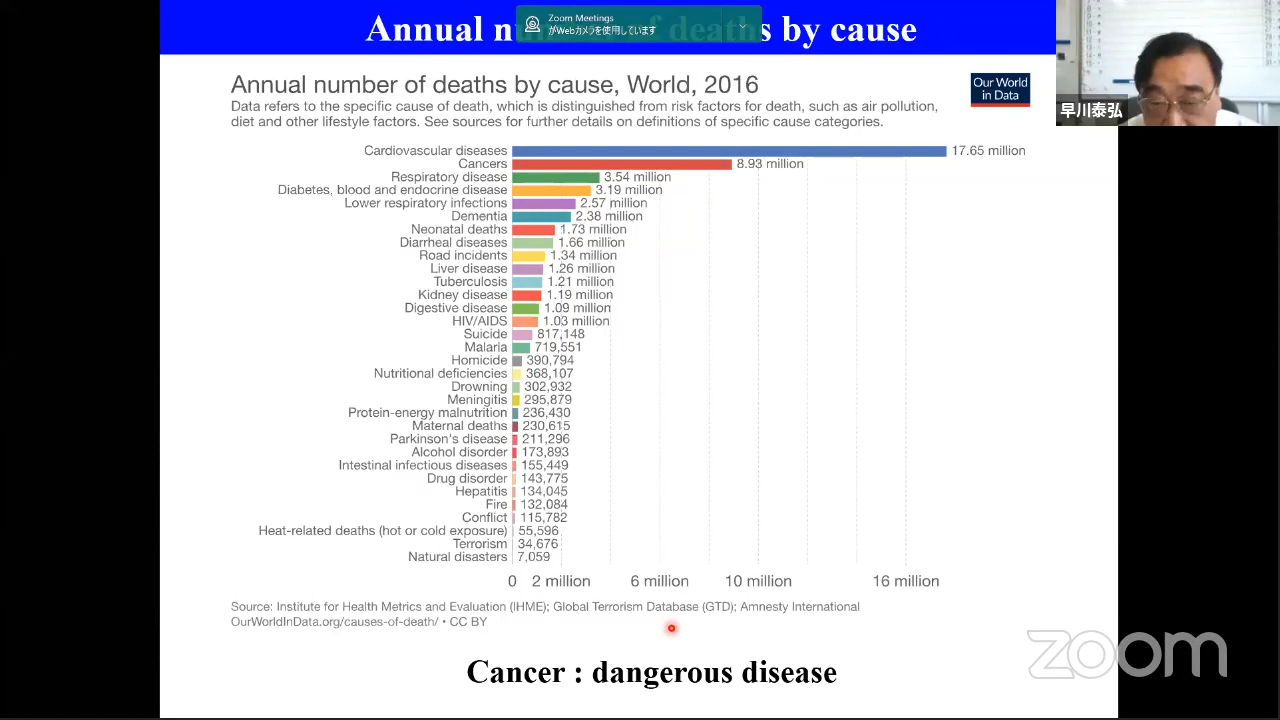 Annual number of deaths by cause
Zoom Meetings
がWebカメラを使用しています
早川泰弘
Annual number of deaths by cause, World, 2016
Our World
in Data
Data refers to the specific cause of death, which is distinguished from risk factors for death, such as air pollution,
diet and other lifestyle factors. See sources for further details on definitions of specific cause categories.
Cardiovascular diseases 17.65 million
Cancers 8.93 million
Respiratory disease 3.54 million
Diabetes, blood and endocrine disease 3.19 million
Lower respiratory infections 2.57 million
Dementia 2.38 million
Neonatal deaths 1.73 million
Diarrheal diseases 1.66 million
Road incidents 1.34 million
Liver disease 1.26 million
Tuberculosis 1.21 million
Kidney disease 1.19 million
Digestive disease 1.09 million
HIV/AIDS 1.03 million
Suicide 817,148
Malaria 719,551
Homicide 390,794
Nutritional deficiencies 368,107
Drowning 302,932
Meningitis 295,879
Protein-energy malnutrition 236,430
Maternal deaths 230,615
Parkinson's disease 211,296
Alcohol disorder 173,893
Intestinal infectious diseases 155,449
Drug disorder 143,775
Hepatitis 134,045
Fire 132,084
Conflict 115,782
Heat-related deaths (hot or cold exposure) 55,596
Terrorism 34,676
Natural disasters 7,059
0 2 million 6 million 10 million 16 million
Source: Institute for Health Metrics and Evaluation (IHME); Global Terrorism Database (GTD); Amnesty International
OurWorldInData.org/causes-of-death/ • CC BY
Cancer : dangerous disease
zoom